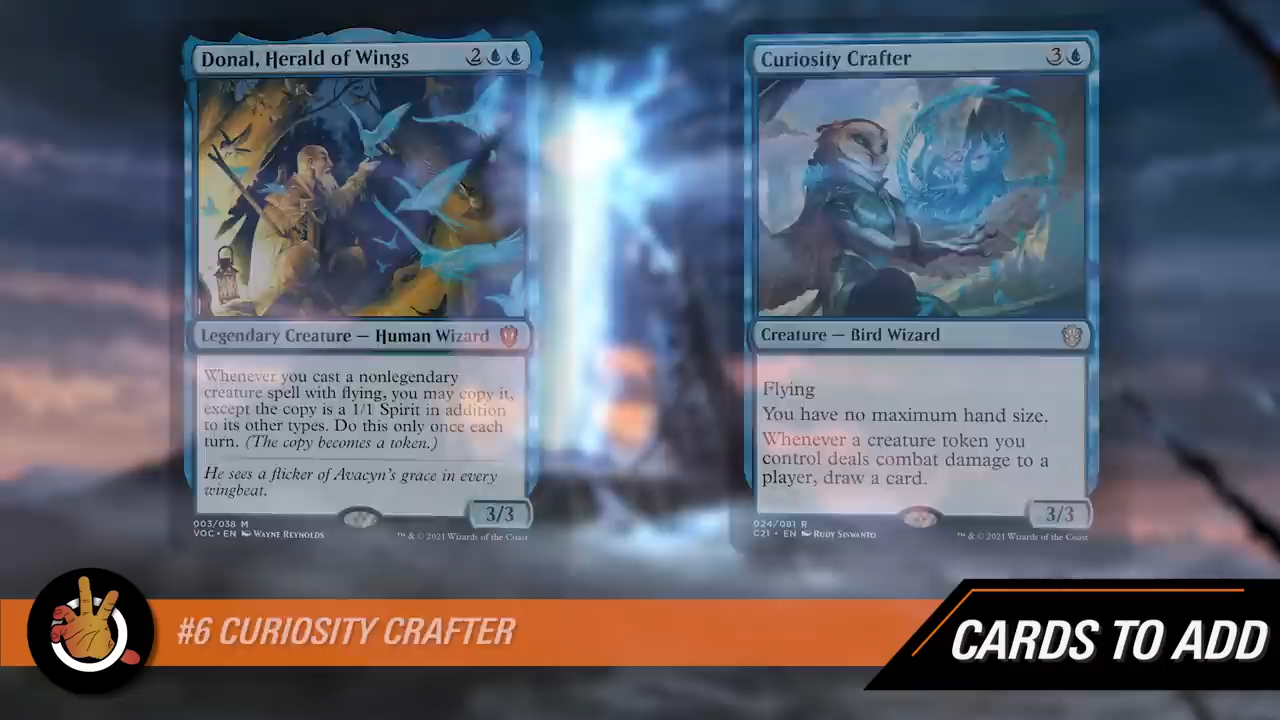 Donal, Herald of Wings 2
Legendary Creature — Human Wizard
Whenever you cast a nonlegendary
creature spell with flying, you may copy it,
except the copy is a 1/1 Spirit in addition
to its other types. Do this only once each
turn. (The copy becomes a token.)
He sees a flicker of Avacyn's grace in every
wingbeat.
3/3
003/038 M
VOC • EN Wayne Reynolds
™ & © 2021 Wizards of the Coast
Curiosity Crafter 3
Creature — Bird Wizard
Flying
You have no maximum hand size.
Whenever a creature token you
control deals combat damage to a
player, draw a card.
3/3
024/081 R
C21 • EN Rudy Siswanto
™ & © 2021 Wizards of the Coast
#6 CURIOSITY CRAFTER
CARDS TO ADD